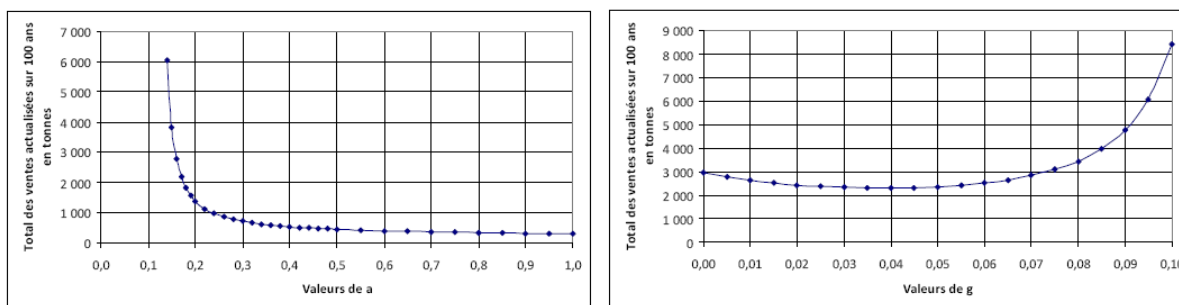 Total des ventes actualisées sur 100 ans
en tonnes
7 000
6 000
5 000
4 000
3 000
2 000
1 000
0
0,0 0,1 0,2 0,3 0,4 0,5 0,6 0,7 0,8 0,9 1,0
Valeurs de a
Total des ventes actualisées sur 100 ans
en tonnes
9 000
8 000
7 000
6 000
5 000
4 000
3 000
2 000
1 000
0
0,00 0,01 0,02 0,03 0,04 0,05 0,06 0,07 0,08 0,09 0,10
Valeurs de g